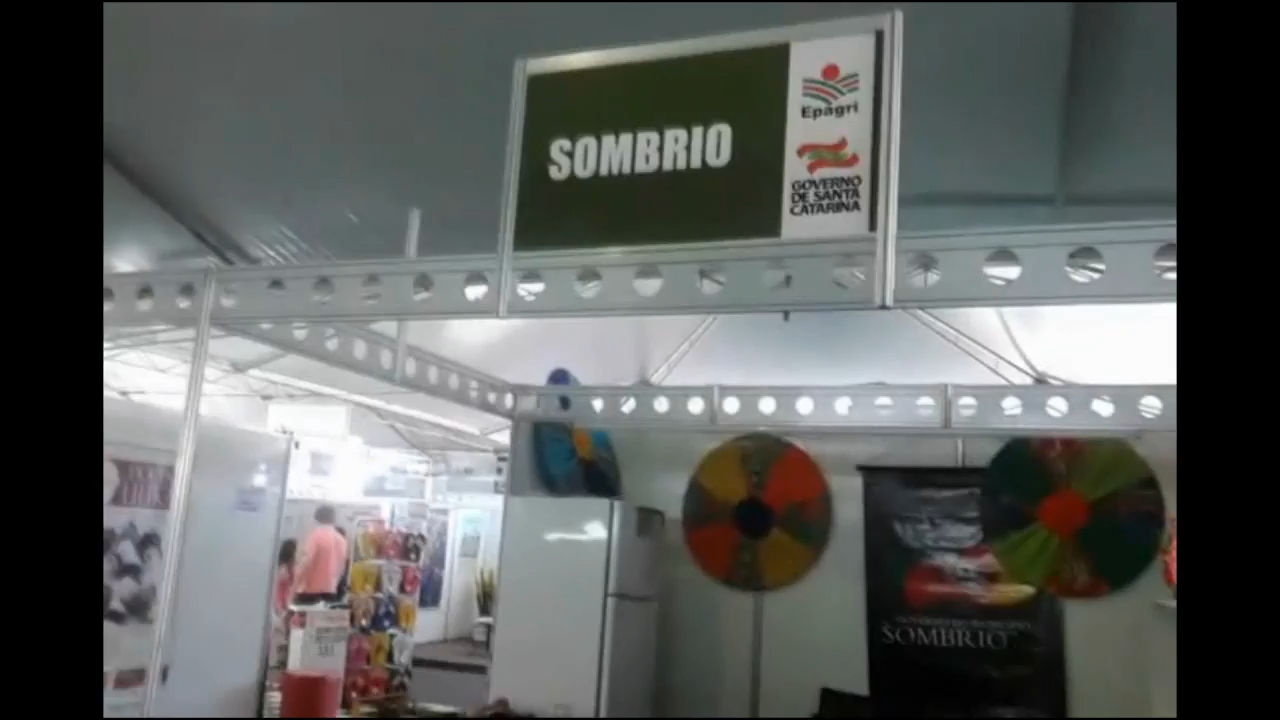 SOMBRIO
Epagri
GOVERNO
DE SANTA
CATARINA
SOMBRIO